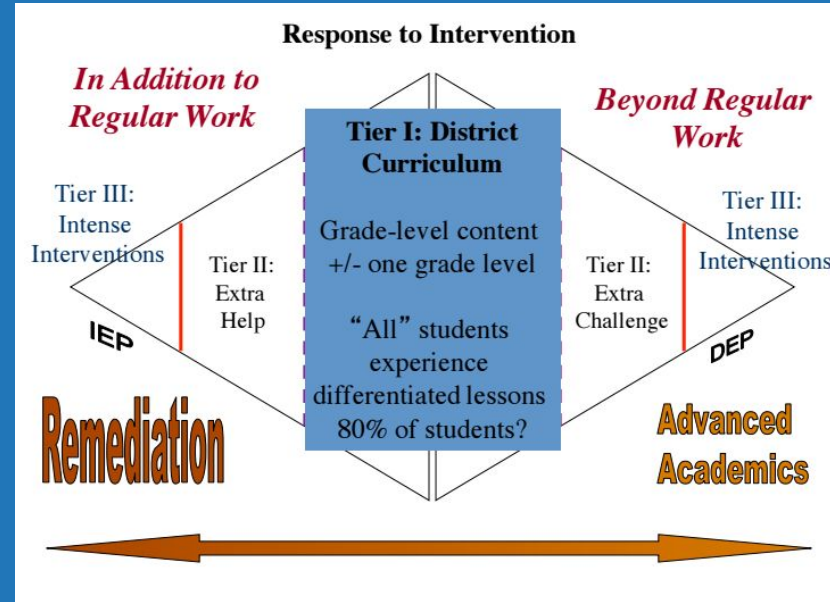 Response to Intervention
In Addition to
Regular Work
Beyond Regular
Work
Tier I: District
Curriculum
Grade-level content
+/- one grade level
“All” students
experience
differentiated lessons
80% of students?
Tier III:
Intense
Interventions
Tier II:
Extra
Help
Tier II:
Extra
Challenge
Tier III:
Intense
Interventions
IEP
DEP
Remediation
Advanced
Academics